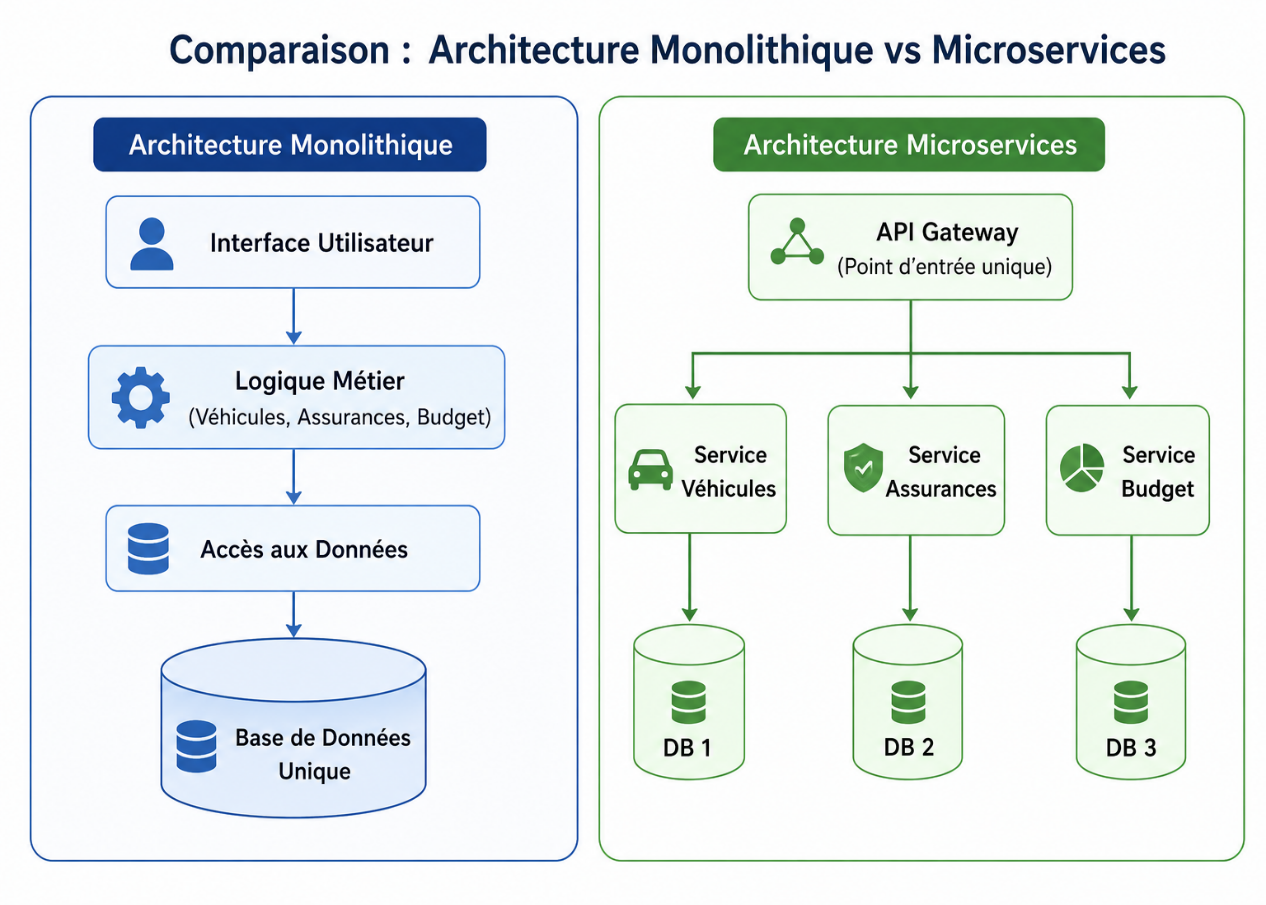 Comparaison : Architecture Monolithique vs Microservices
Architecture Monolithique
Interface Utilisateur
Logique Métier
(Véhicules, Assurances, Budget)
Accès aux Données
Base de Données
Unique
Architecture Microservices
API Gateway
(Point d'entrée unique)
Service
Véhicules
Service
Assurances
Service
Budget
DB 1
DB 2
DB 3